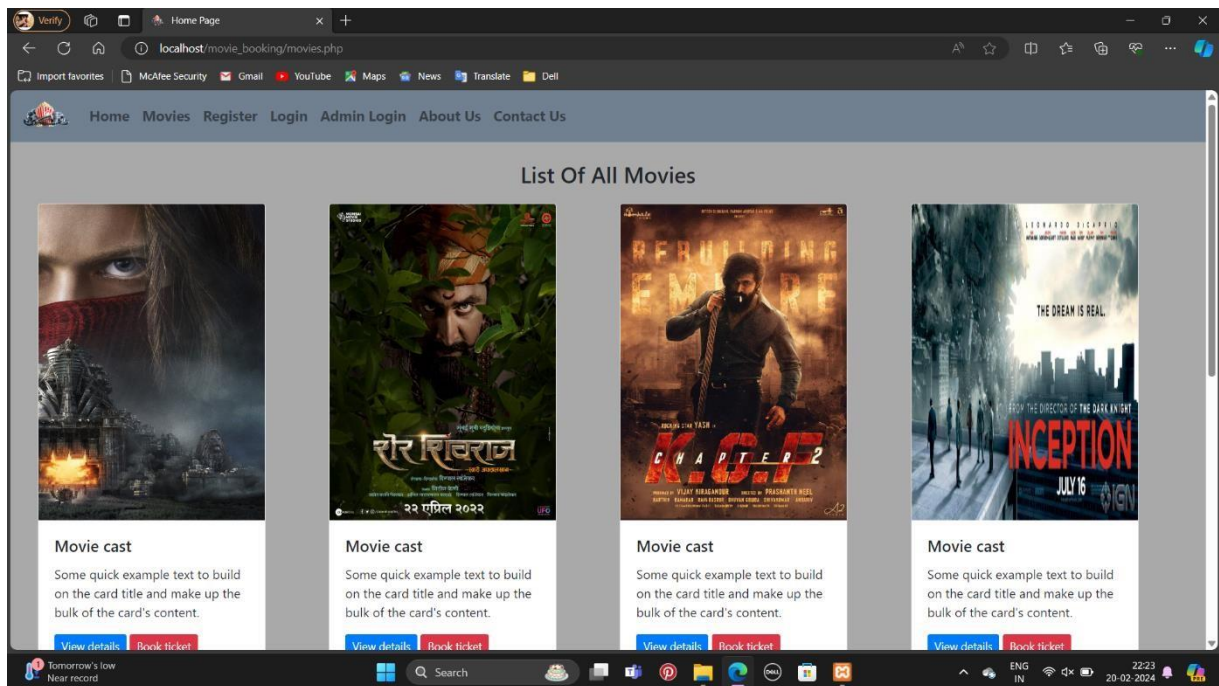 Verify
Home Page
localhost/movie_booking/movies.php
Import favorites
McAfee Security
Gmail
YouTube
Maps
News
Translate
Dell
Home Movies Register Login Admin Login About Us Contact Us
List Of All Movies
शेर शिवराज
२२ एप्रिल २०२२
REBUILDING
EMPIRE
ROCKING STAR YASH
K.G.F
CHAPTER 2
VIJAY KIRAGANDUR
PRASHANTH NEEL
LEONARDO DICAPRIO
THE DREAM IS REAL.
FROM THE DIRECTOR OF THE DARK KNIGHT
INCEPTION
JULY 16
IGN
Movie cast
Some quick example text to build
on the card title and make up the
bulk of the card's content.
View details Book ticket
Movie cast
Some quick example text to build
on the card title and make up the
bulk of the card's content.
View details Book ticket
Movie cast
Some quick example text to build
on the card title and make up the
bulk of the card's content.
View details Book ticket
Movie cast
Some quick example text to build
on the card title and make up the
bulk of the card's content.
View details Book ticket
1
Tomorrow's low
Near record
Search
ENG
IN
22:23
20-02-2024